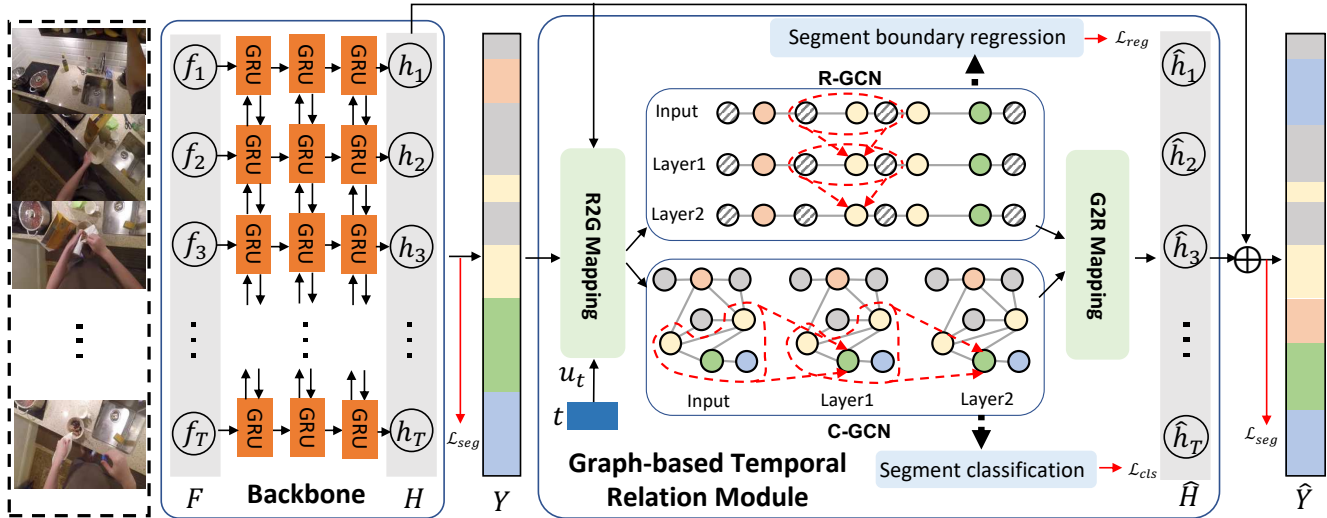 f1
GRU GRU GRU
h1
f2
GRU GRU GRU
h2
f3
GRU GRU GRU
h3
fT
GRU GRU GRU
hT
F
Backbone
H
ℒseg
Y
R2G Mapping
ut
t
Segment boundary regression
ℒreg
R-GCN
Input
Layer1
Layer2
Input
Layer1
Layer2
C-GCN
Segment classification
ℒcls
Graph-based Temporal
Relation Module
G2R Mapping
ĥ1
ĥ2
ĥ3
ĥT
Ĥ
ℒseg
Ŷ